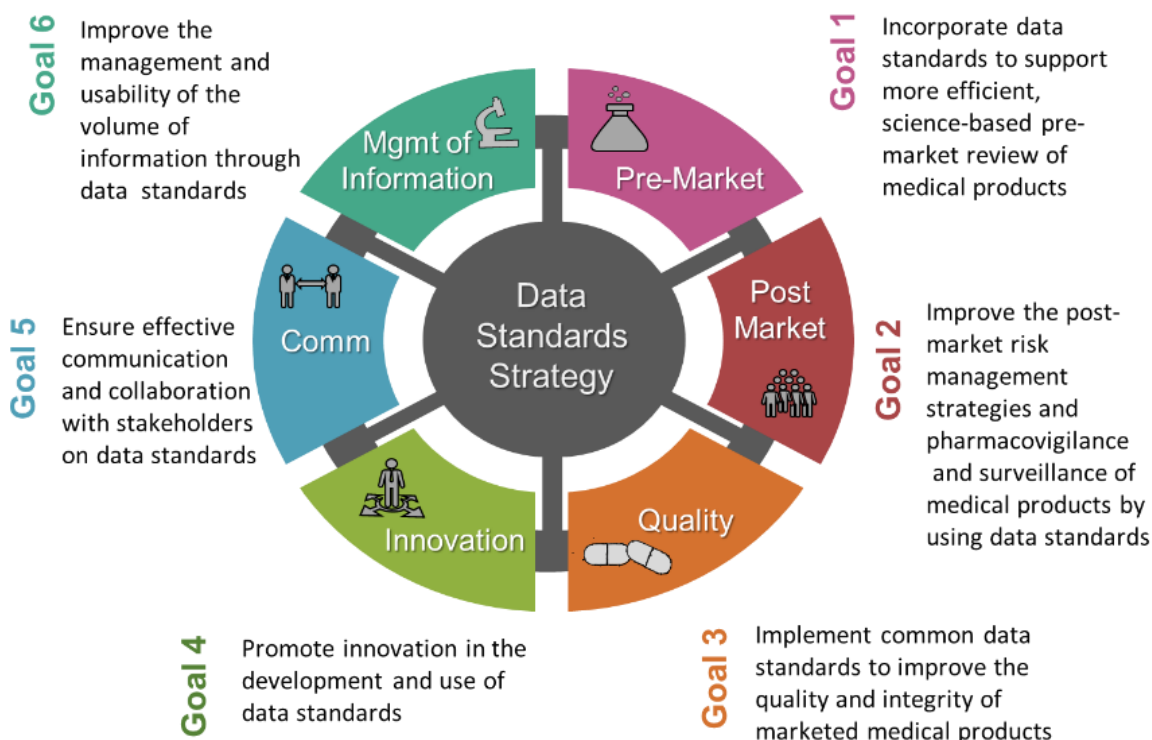 Goal 6
Improve the
management and
usability of the
volume of
information through
data standards
Mgmt of
Information
Pre-Market
Goal 1
Incorporate data
standards to support
more efficient,
science-based pre-
market review of
medical products
Data
Standards
Strategy
Post
Market
Goal 2
Improve the post-
market risk
management
strategies and
pharmacovigilance
and surveillance of
medical products by
using data standards
Goal 5
Ensure effective
communication
and collaboration
with stakeholders
on data standards
Comm
Innovation
Quality
Goal 4
Promote innovation in the
development and use of
data standards
Goal 3
Implement common data
standards to improve the
quality and integrity of
marketed medical products